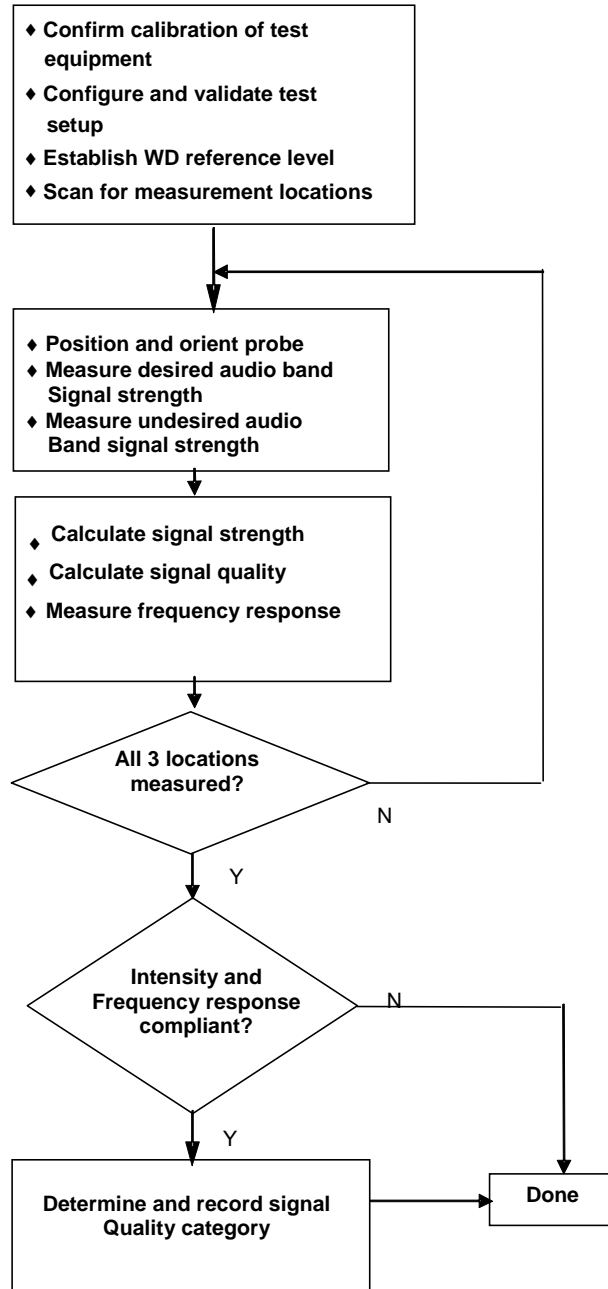 ♦ Confirm calibration of test
equipment
♦ Configure and validate test
setup
♦ Establish WD reference level
♦ Scan for measurement locations
♦ Position and orient probe
♦ Measure desired audio band
Signal strength
♦ Measure undesired audio
Band signal strength
♦ Calculate signal strength
♦ Calculate signal quality
♦ Measure frequency response
All 3 locations
measured?
N
Y
Intensity and
Frequency response
compliant?
N
Y
Determine and record signal
Quality category
Done